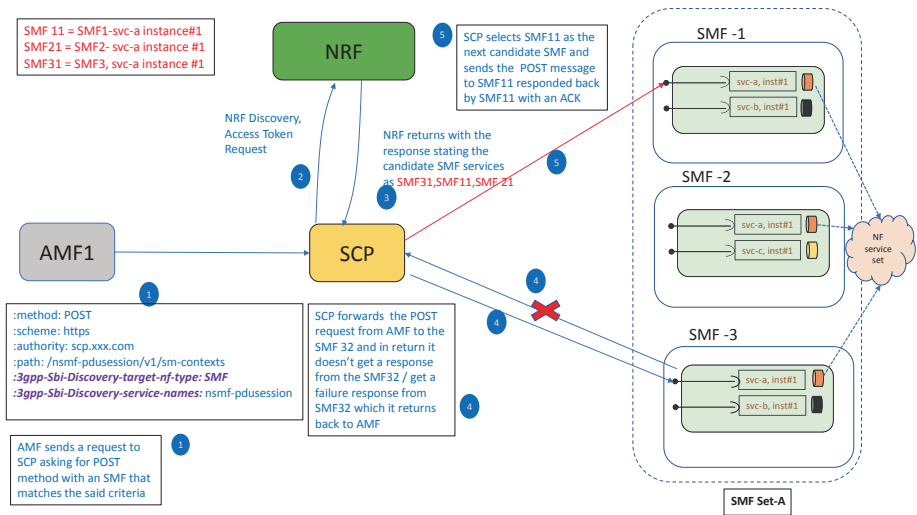 SMF 11 = SMF1-svc-a instance#1
SMF21 = SMF2- svc-a instance #1
SMF31 = SMF3, svc-a instance #1
NRF
5
SCP selects SMF11 as the
next candidate SMF and
sends the POST message
to SMF11 responded back
by SMF11 with an ACK
SMF -1
svc-a, inst#1
svc-b, inst#1
NRF Discovery,
Access Token
Request
2
NRF returns with the
response stating the
candidate SMF services
as SMF31,SMF11,SMF 21
3
5
SMF -2
svc-a, inst#1
svc-c, inst#1
NF
service
set
AMF1
SCP
1
4
4
:method: POST
:scheme: https
:authority: scp.xxx.com
:path: /nsmf-pdusession/v1/sm-contexts
:3gpp-Sbi-Discovery-target-nf-type: SMF
:3gpp-Sbi-Discovery-service-names: nsmf-pdusession
SCP forwards  the POST
request from AMF to the
SMF 32 and in return it
doesn't get a response
from the SMF32 / get a
failure response from
SMF32 which it returns
back to AMF
4
SMF -3
svc-a, inst#1
svc-b, inst#1
AMF sends a request to
SCP asking for POST
method with an SMF that
matches the said criteria
1
SMF Set-A